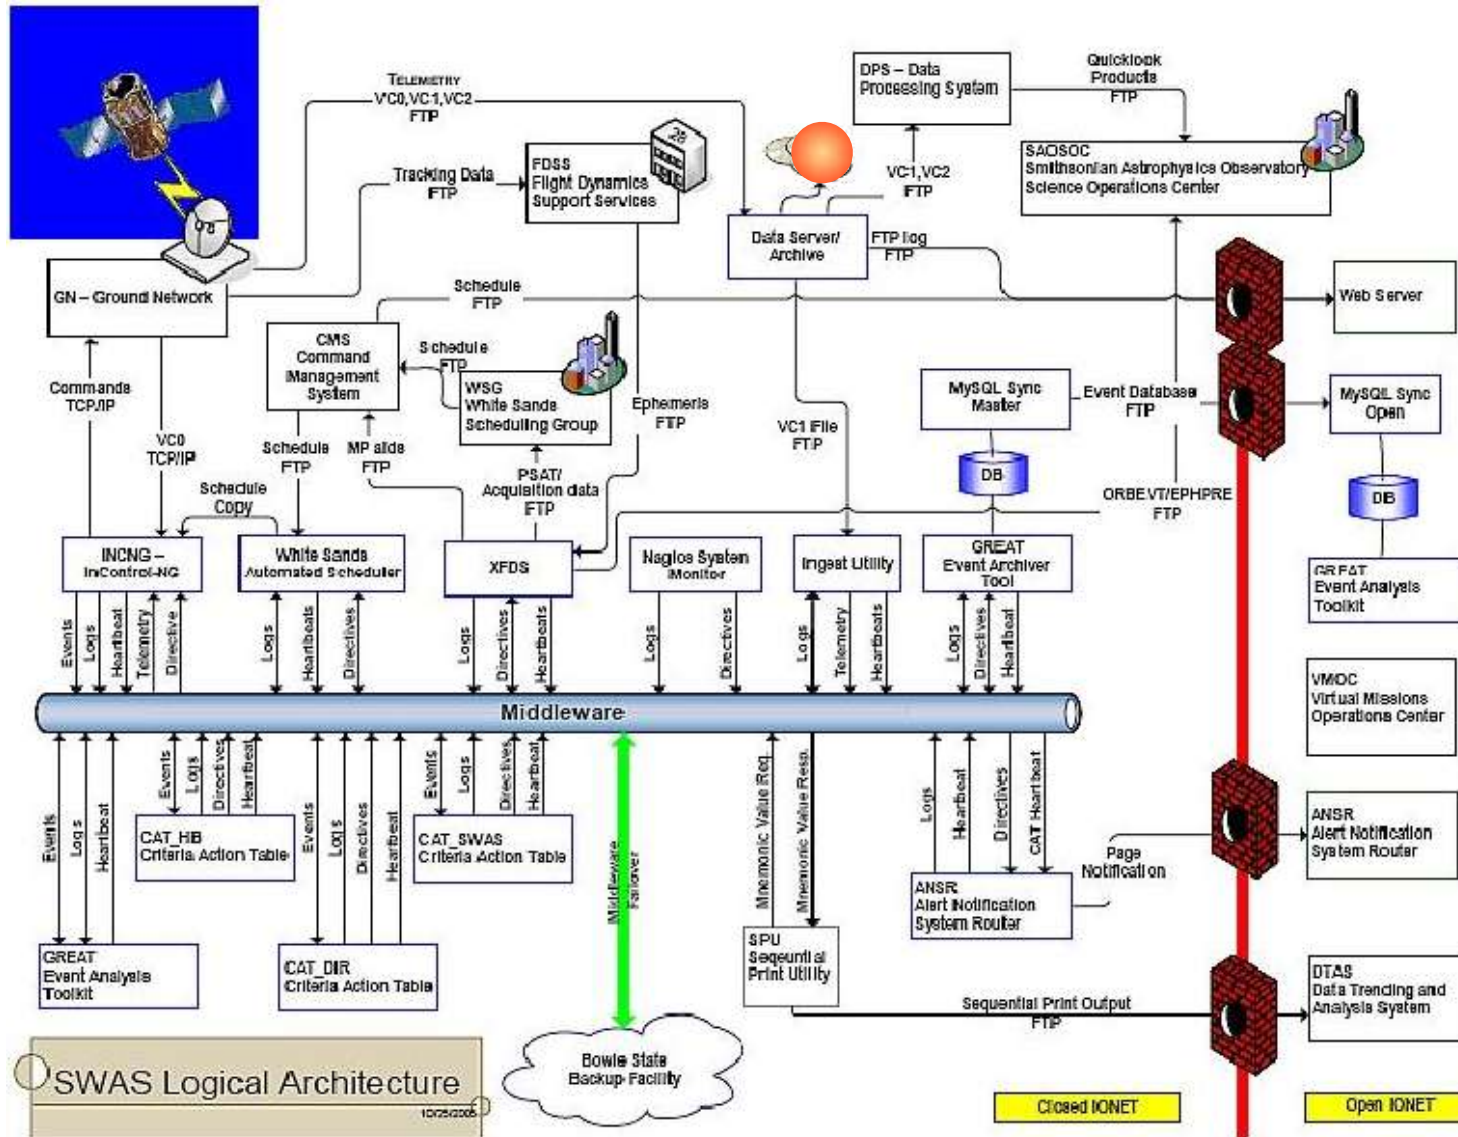 TELEMETRY
VC0,VC1,VC2
FTP
DPS – Data
Processing System
Quicklook
Products
FTP
Tracking Data
FTP
FDSS
Flight Dynamics
Support Services
28
VC1,VC2
FTP
SAOSOC
Smithsonian Astrophysics Observatory
Science Operations
Center
GN – Ground Network
Data Server/
Archive
FTP log
FTP
Schedule
FTP
Web Server
CMS
Command
Management
System
Schedule
FTP
WSG
White Sands
Scheduling Group
Ephemeris
FTP
Commands
TCP/IP
VC0
TCP/IP
Schedule
FTP
MP aids
FTP
PSAT/
Acquisition data
FTP
VC1 File
FTP
MySQL Sync
Master
Event Database
FTP
MySQL Sync
Open
DB
DB
ORBEVT/EPHPRE
FTP
Schedule
Copy
INCNG –
InControl-NG
White Sands
Automated Scheduler
XFDS
Nagios System
Monitor
Ingest Utility
GREAT
Event Archiver
Tool
GREAT
Event Analysis
Toolkit
Events
Logs
Heartbeat
Telemetry
Directive
Logs
Heartbeats
Directives
Logs
Directives
Heartbeats
Logs
Directives
Logs
Telemetry
Heartbeats
Logs
Directives
Heartbeat
VMOC
Virtual Missions
Operations Center
Middleware
Events
Logs
Heartbeat
Events
Logs
Directives
Heartbeat
Events
Logs
Directives
Heartbeat
Events
Logs
Directives
Heartbeat
Middleware
Failover
Mnemonic Value Req.
Mnemonic Value Resp.
Logs
Heartbeat
Directives
CAT Heartbeat
CAT_HB
Criteria Action Table
CAT_SWAS
Criteria Action Table
Page
Notification
ANSR
Alert Notification
System Router
ANSR
Alert Notification
System Router
GREAT
Event Analysis
Toolkit
CAT_DIR
Criteria Action Table
SPU
Seqeuntial
Print Utility
Sequential Print Output
FTP
DTAS
Data Trending and
Analysis System
Bowie State
Backup Facility
SWAS Logical Architecture
Closed IONET
Open IONET